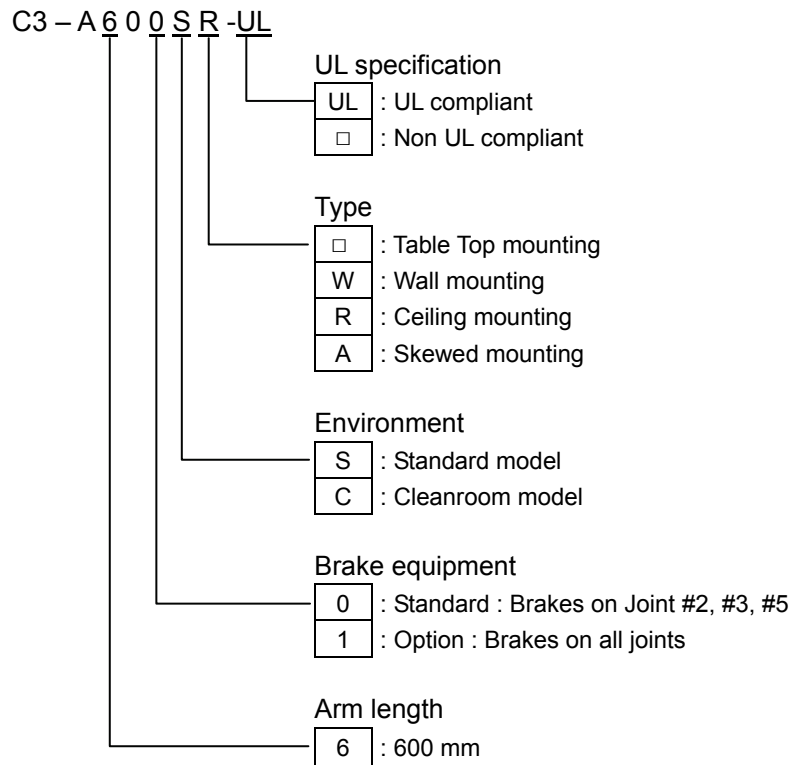 C3 – A 6 0 0 S R -UL
UL specification
UL : UL compliant
□ : Non UL compliant
Type
□ : Table Top mounting
W : Wall mounting
R : Ceiling mounting
A : Skewed mounting
Environment
S : Standard model
C : Cleanroom model
Brake equipment
0 : Standard : Brakes on Joint #2, #3, #5
1 : Option : Brakes on all joints
Arm length
6 : 600 mm